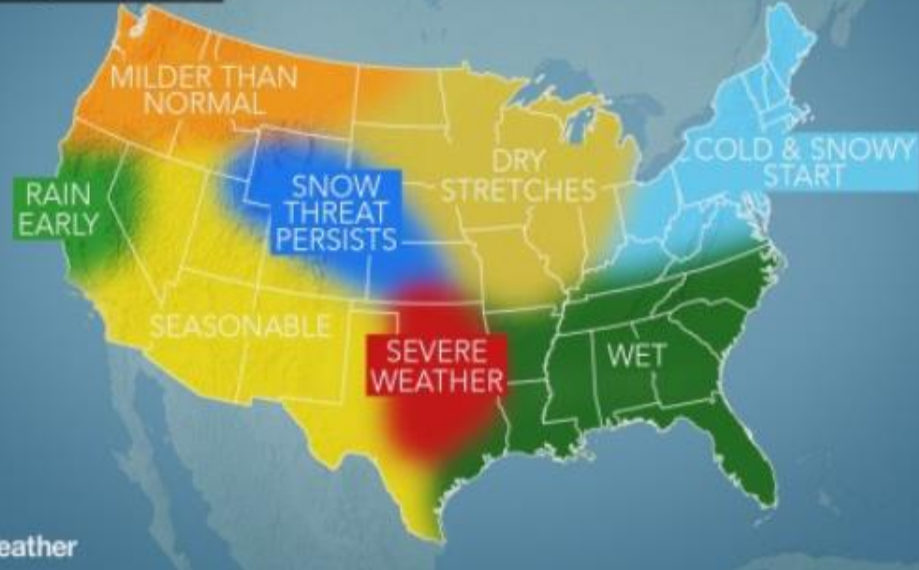 MILDER THAN
NORMAL
RAIN
EARLY
SNOW
THREAT
PERSISTS
DRY
STRETCHES
COLD & SNOWY
START
SEASONABLE
SEVERE
WEATHER
WET
eather